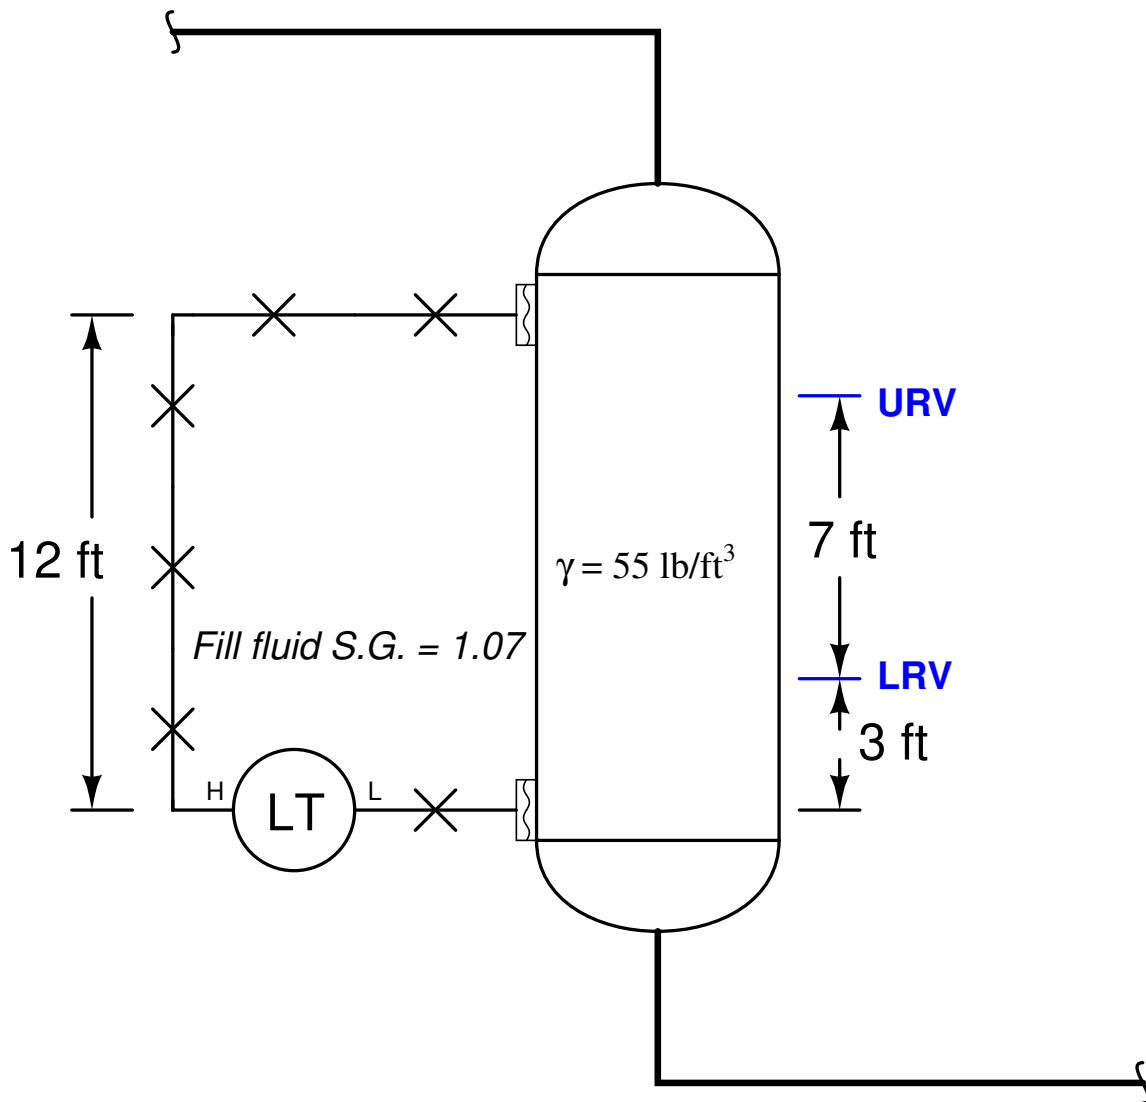 URV
12 ft
7 ft
γ = 55 lb/ft³
Fill fluid S.G. = 1.07
LRV
3 ft
H
LT
L